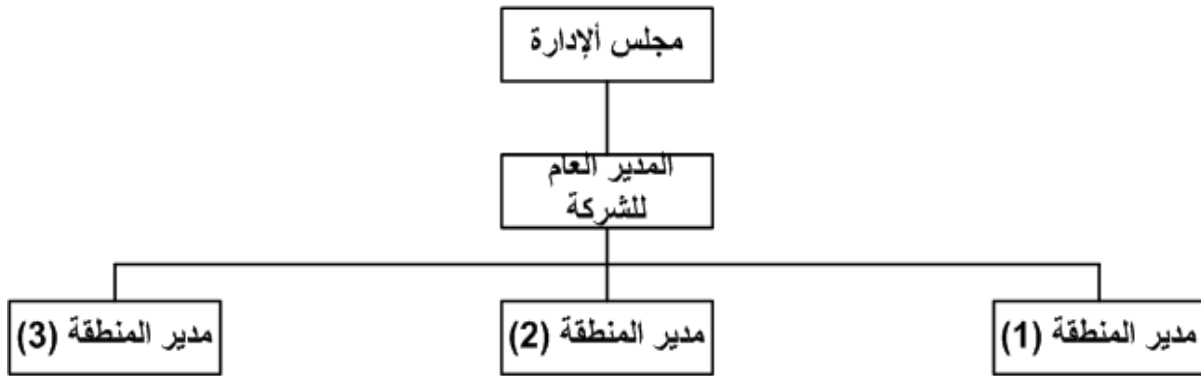 مجلس ألإدارة
المدير العام
للشركة
مدير المنطقة (1)
مدير المنطقة (2)
مدير المنطقة (3)